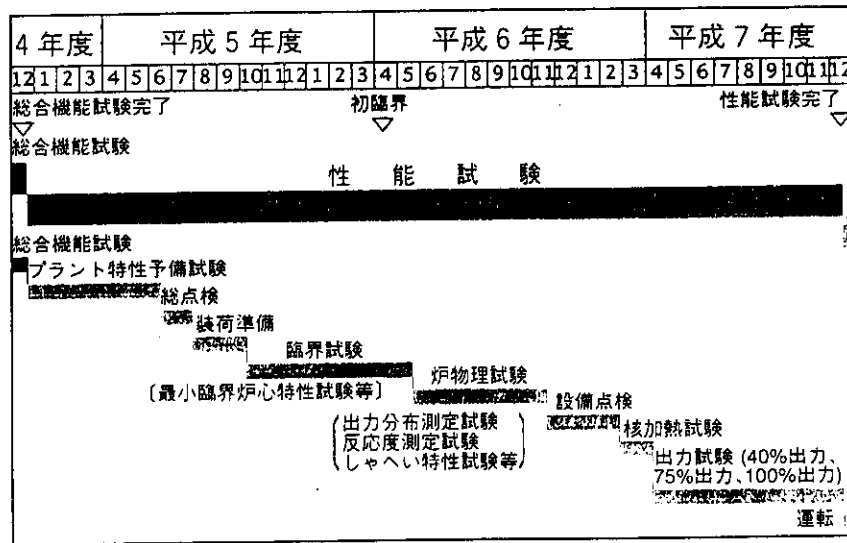 4年度 平成5年度 平成6年度 平成7年度
12 1 2 3 4 5 6 7 8 9 10 11 12 1 2 3 4 5 6 7 8 9 10 11 12 1 2 3 4 5 6 7 8 9 10 11 12
総合機能試験完了 初臨界 性能試験完了
総合機能試験
性能試験
総合機能試験
プラント特性予備試験
総点検
装荷準備
臨界試験
〔最小臨界炉心特性試験等〕
炉物理試験
(出力分布測定試験
反応度測定試験
しゃへい特性試験等)
設備点検
核加熱試験
出力試験 (40%出力、
75%出力、100%出力)
運転